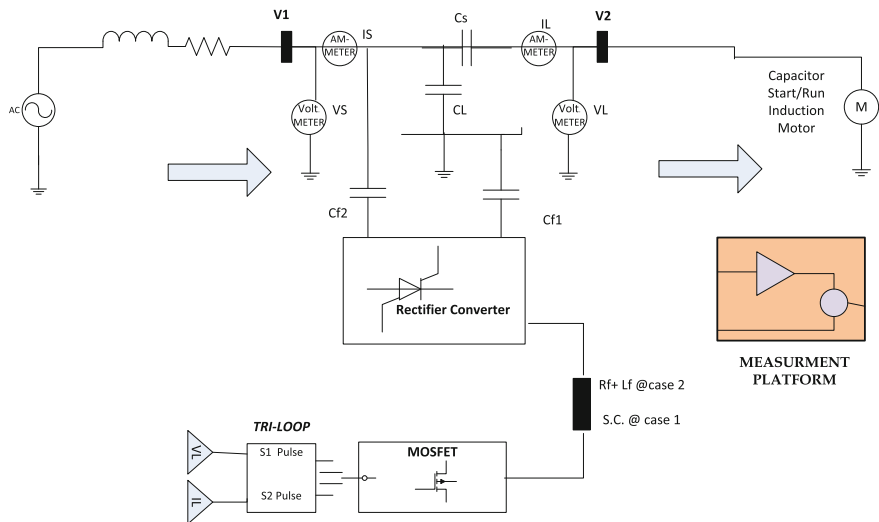 V1
IS
Cs
IL
V2
AM-
METER
AM-
METER
AC
Volt.
METER
VS
CL
Volt.
METER
VL
Capacitor
Start/Run
Induction
Motor
M
Cf2
Cf1
Rectifier Converter
MEASURMENT
PLATFORM
Rf+ Lf @case 2
S.C. @ case 1
TRI-LOOP
VL
S1 Pulse
MOSFET
IL
S2 Pulse